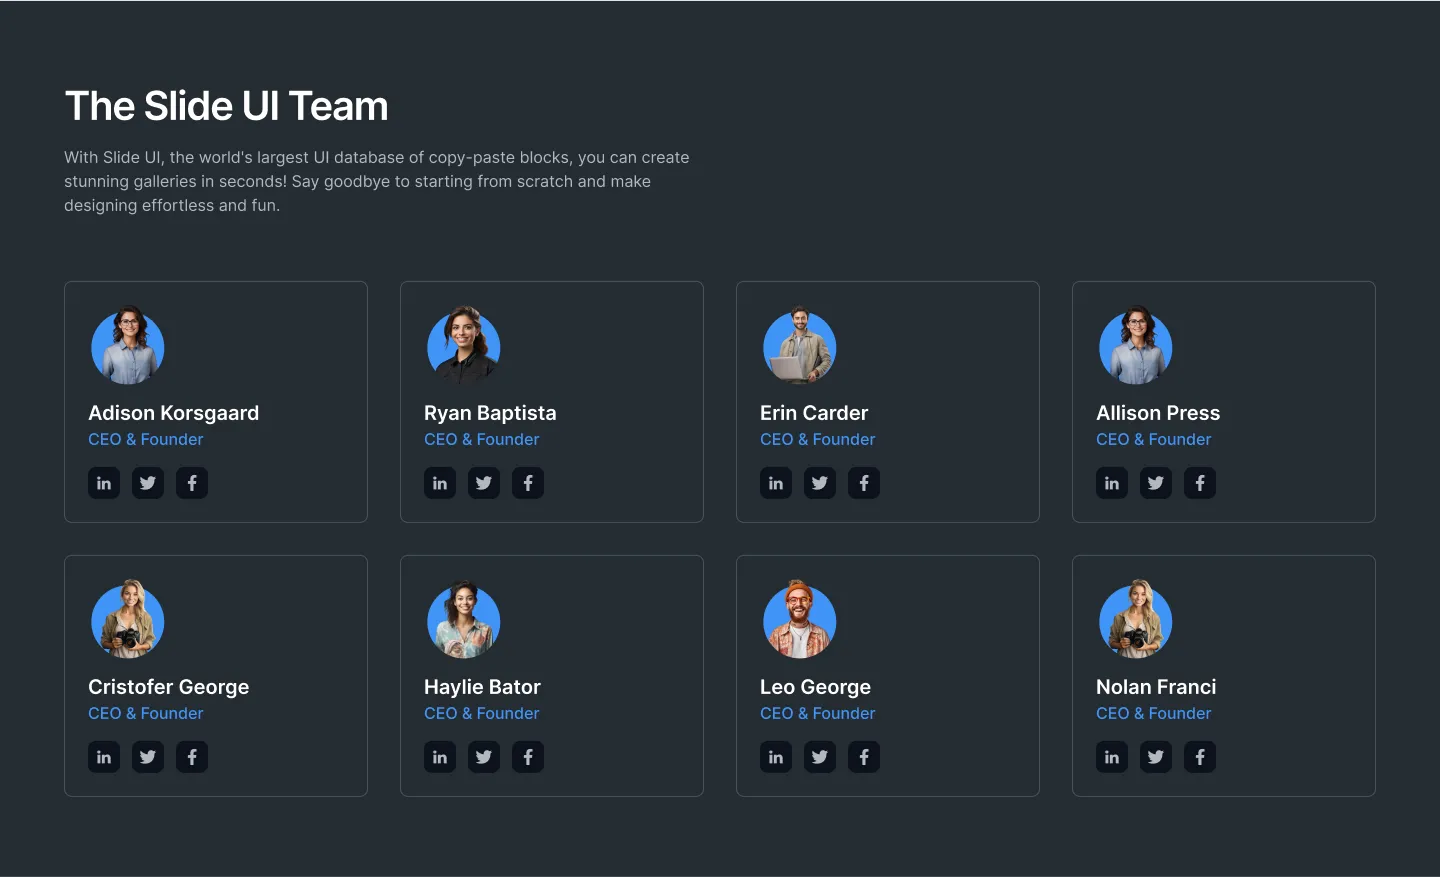 The Slide UI Team
With Slide UI, the world's largest UI database of copy-paste blocks, you can create
stunning galleries in seconds! Say goodbye to starting from scratch and make
designing effortless and fun.
Adison Korsgaard
CEO & Founder
in
Ryan Baptista
CEO & Founder
in
Erin Carder
CEO & Founder
in
Allison Press
CEO & Founder
in
Cristofer George
CEO & Founder
in
Haylie Bator
CEO & Founder
in
Leo George
CEO & Founder
in
Nolan Franci
CEO & Founder
in